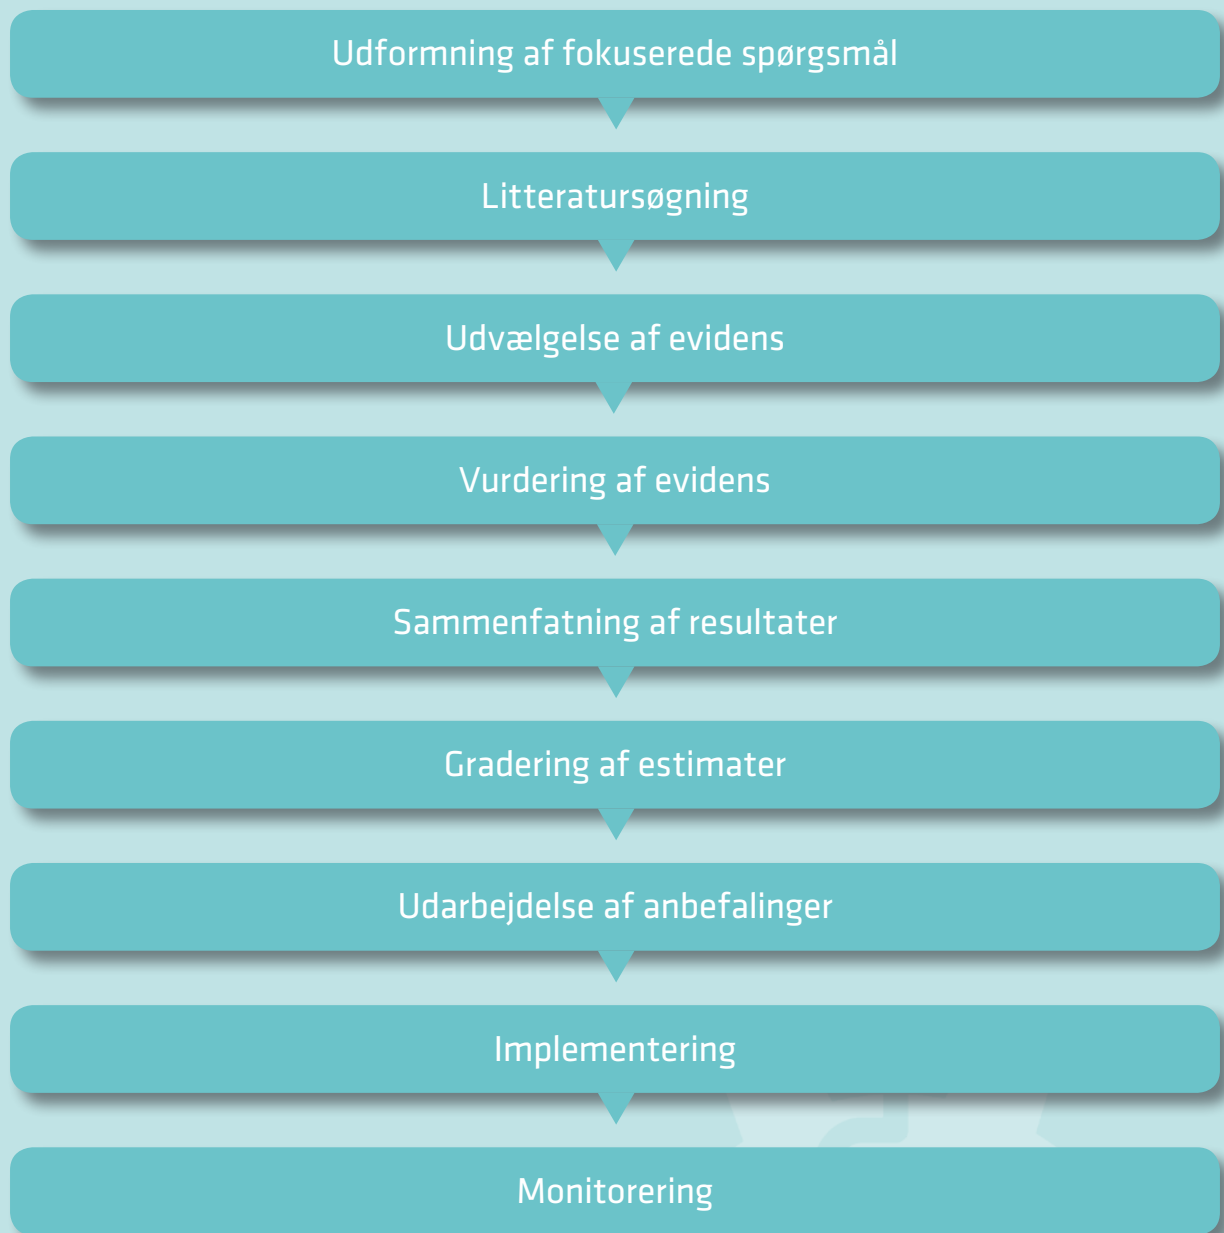 Udformning af fokuserede spørgsmål
Litteratursøgning
Udvælgelse af evidens
Vurdering af evidens
Sammenfatning af resultater
Gradering af estimater
Udarbejdelse af anbefalinger
Implementering
Monitorering